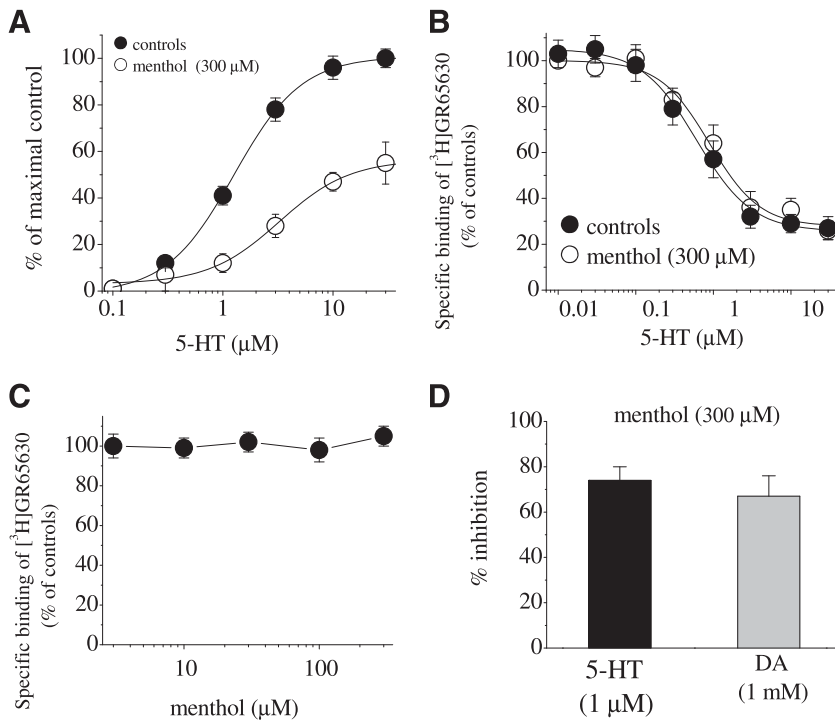 A
controls
menthol (300 µM)
% of maximal control
100
80
60
40
20
0
0.1
1
10
5-HT (µM)
B
Specific binding of [³H]GR65630
(% of controls)
100
80
60
40
20
0
controls
menthol (300 µM)
0.01
0.1
1
10
5-HT (µM)
C
Specific binding of [³H]GR65630
(% of controls)
100
80
60
40
20
0
10
100
menthol (µM)
D
menthol (300 µM)
% inhibition
100
80
60
40
20
0
5-HT
(1 µM)
DA
(1 mM)